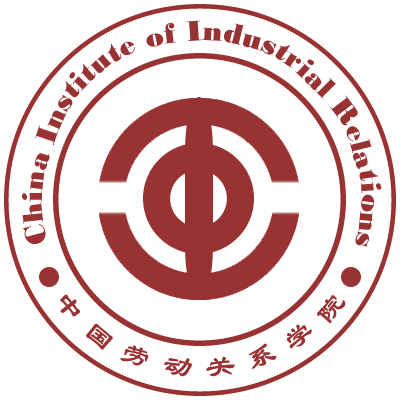 China Institute of Industrial Relations
中国劳动关系学院